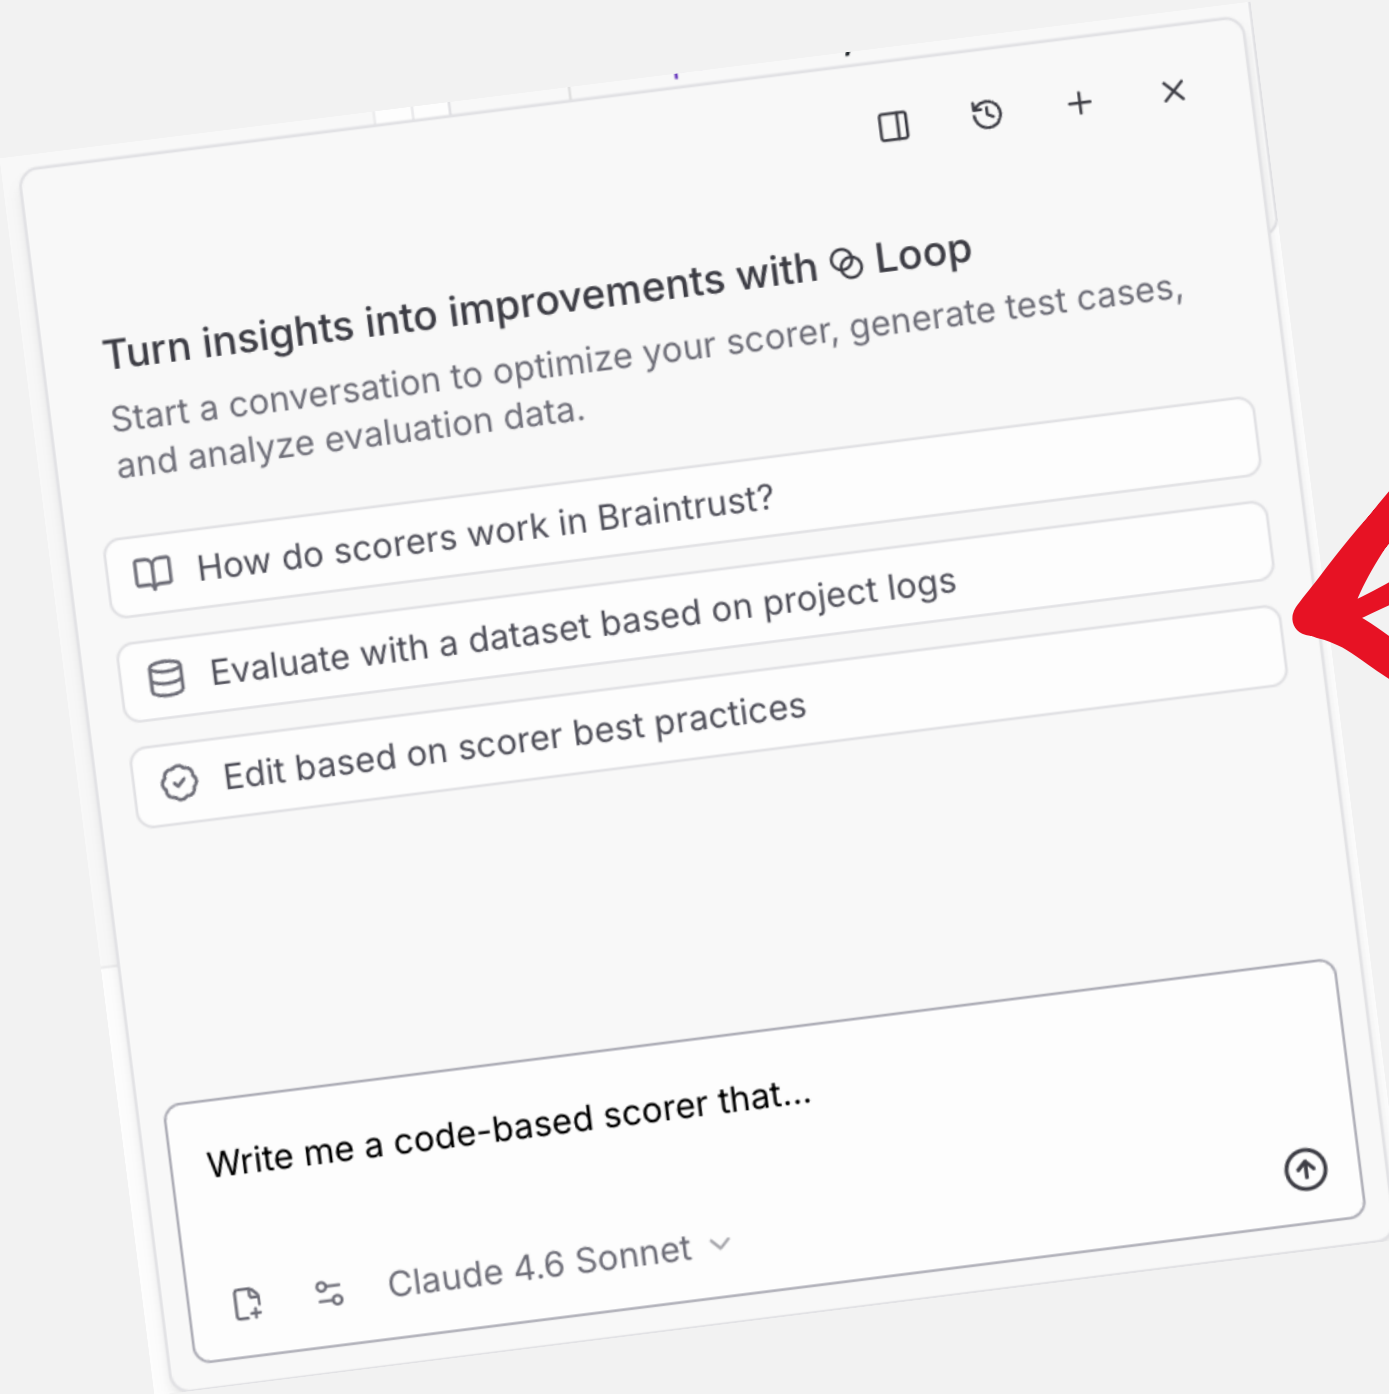 Turn insights into improvements with Loop
Start a conversation to optimize your scorer, generate test cases,
and analyze evaluation data.
How do scorers work in Braintrust?
Evaluate with a dataset based on project logs
Edit based on scorer best practices
Write me a code-based scorer that...
Claude 4.6 Sonnet